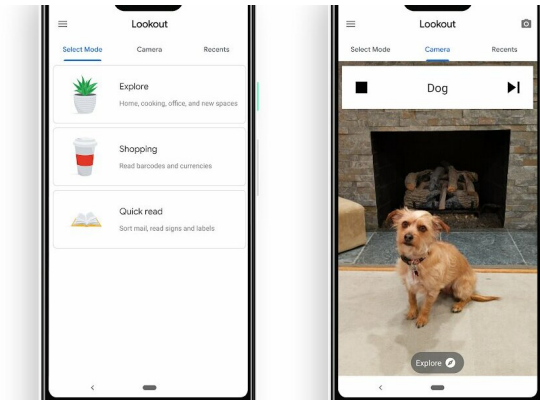 Lookout
Select Mode Camera Recents
Explore
Home, cooking, office, and new spaces
Shopping
Read barcodes and currencies
Quick read
Sort mail, read signs and labels
Lookout
Select Mode Camera Recents
Dog
Explore